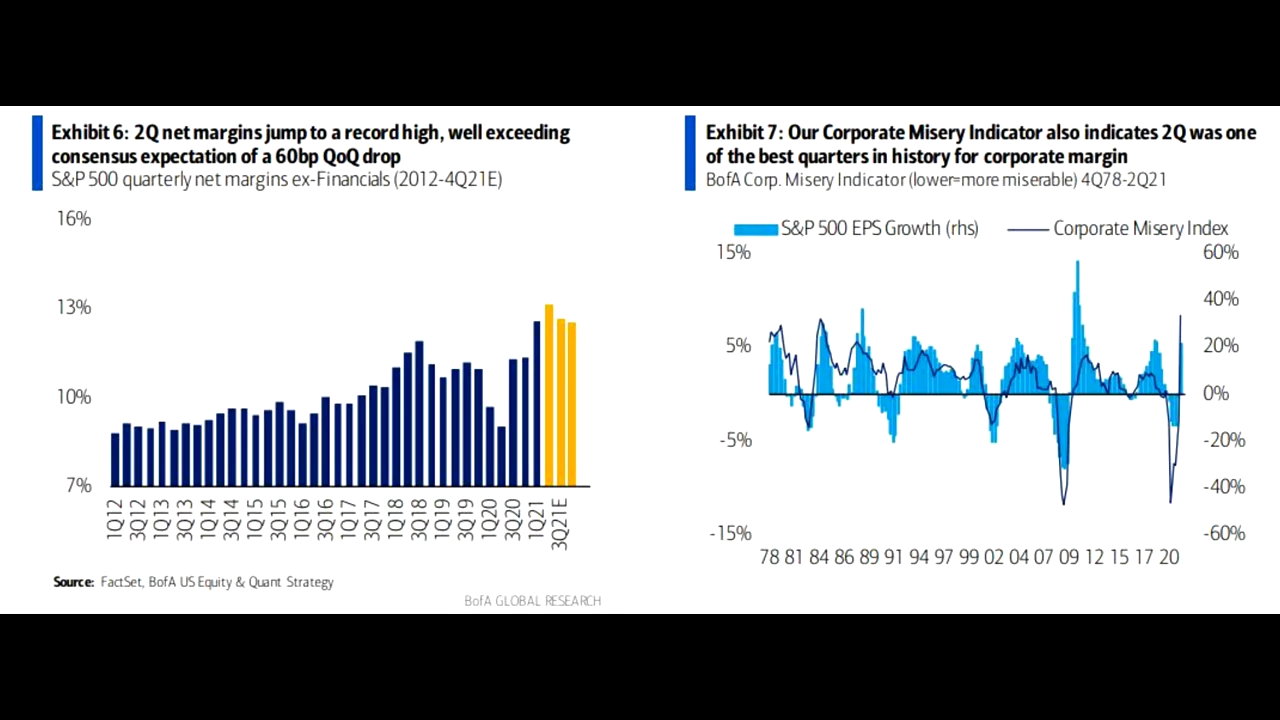 Exhibit 6: 2Q net margins jump to a record high, well exceeding
consensus expectation of a 60bp QoQ drop
S&P 500 quarterly net margins ex-Financials (2012-4Q21E)
16%
13%
10%
7%
1Q12
3Q12
1Q13
3Q13
1Q14
3Q14
1Q15
3Q15
1Q16
3Q16
1Q17
3Q17
1Q18
3Q18
1Q19
3Q19
1Q20
3Q20
1Q21
3Q21E
Source: FactSet, BofA US Equity & Quant Strategy
BofA GLOBAL RESEARCH
Exhibit 7: Our Corporate Misery Indicator also indicates 2Q was one
of the best quarters in history for corporate margin
BofA Corp. Misery Indicator (lower=more miserable) 4Q78-2Q21
S&P 500 EPS Growth (rhs) Corporate Misery Index
15% 60%
40%
5% 20%
0%
-5% -20%
-40%
-15% -60%
78 81 84 86 89 91 94 97 99 02 04 07 09 12 15 17 20